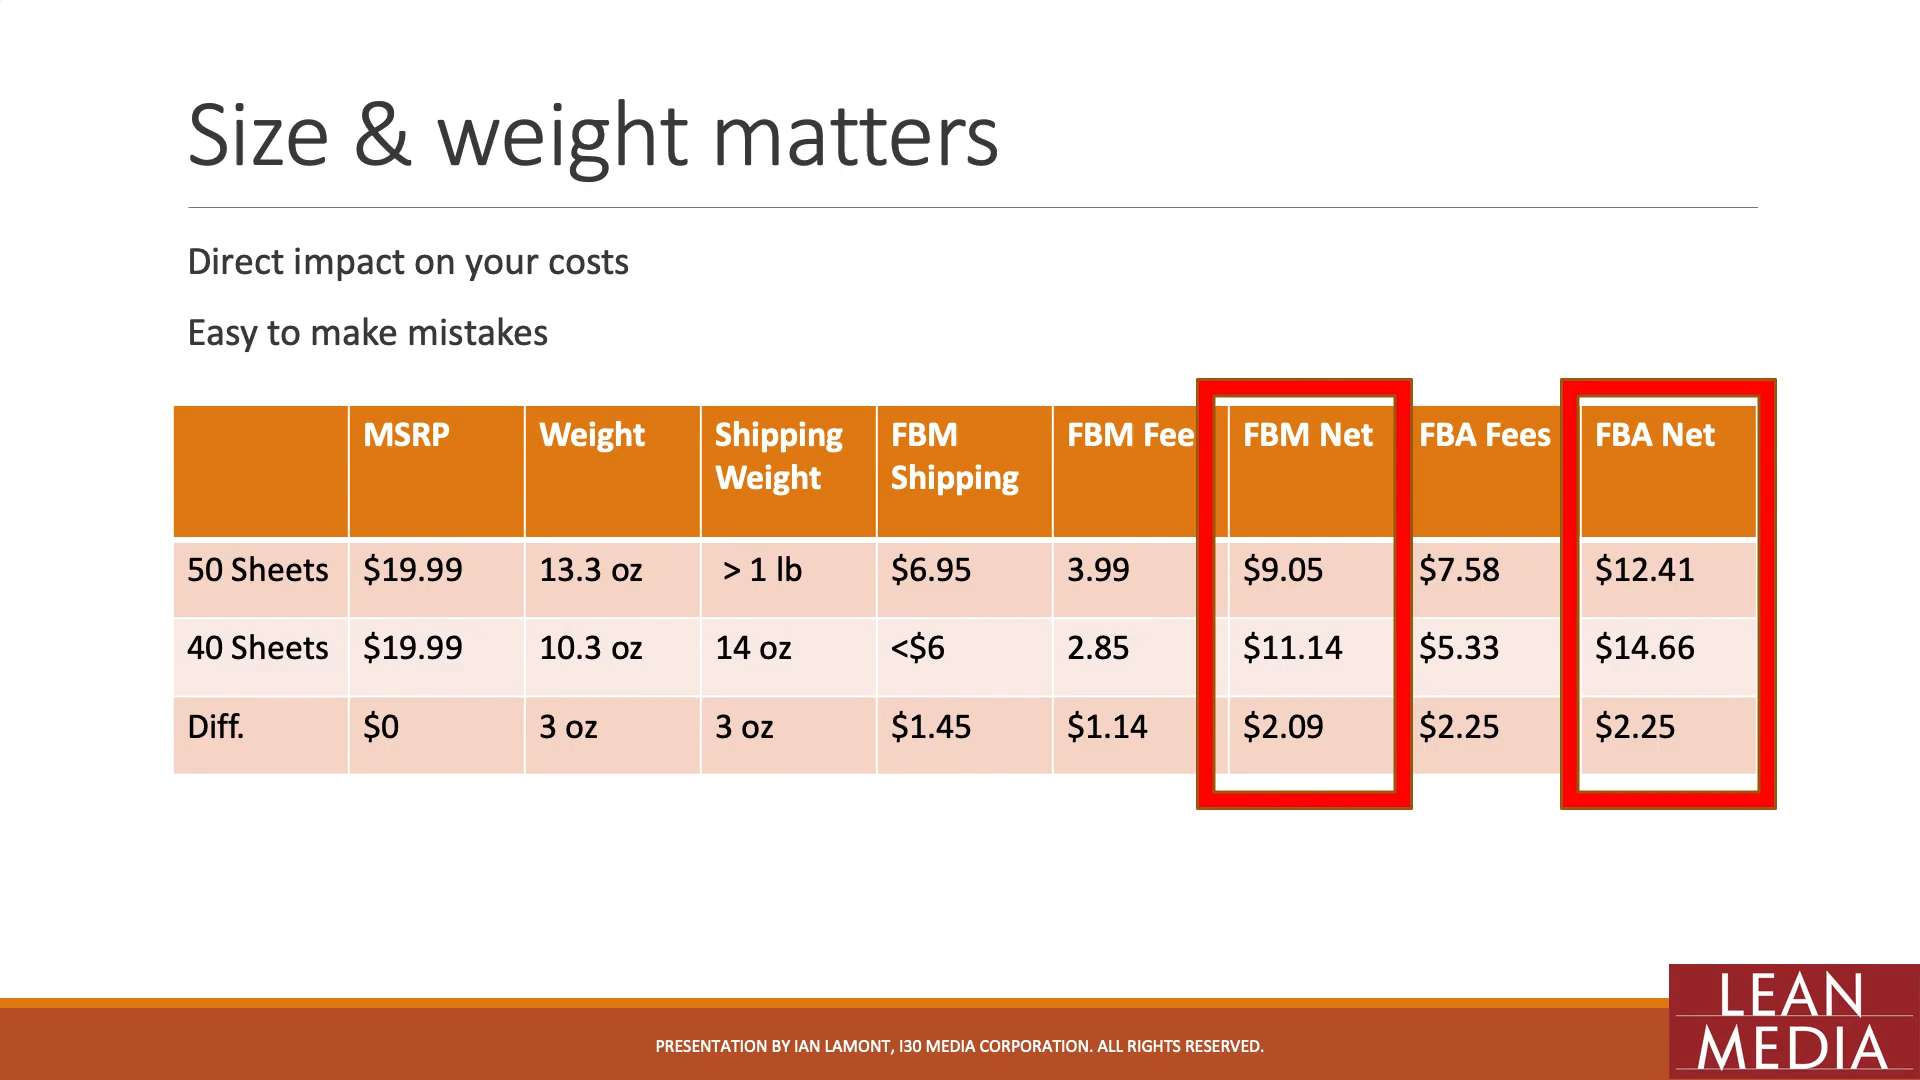 Size & weight matters
Direct impact on your costs
Easy to make mistakes
MSRP Weight Shipping Weight FBM Shipping FBM Fee FBM Net FBA Fees FBA Net
50 Sheets $19.99 13.3 oz > 1 lb $6.95 3.99 $9.05 $7.58 $12.41
40 Sheets $19.99 10.3 oz 14 oz <$6 2.85 $11.14 $5.33 $14.66
Diff. $0 3 oz 3 oz $1.45 $1.14 $2.09 $2.25 $2.25
PRESENTATION BY IAN LAMONT, I30 MEDIA CORPORATION. ALL RIGHTS RESERVED.
LEAN
MEDIA